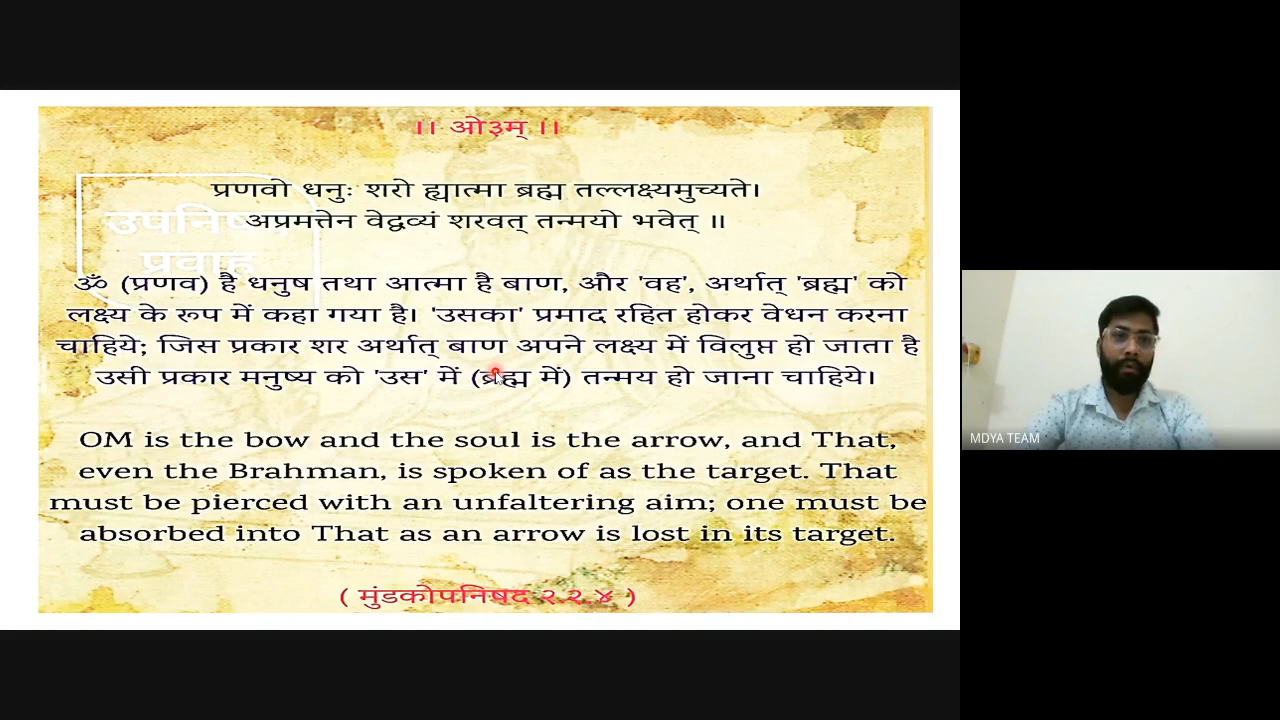 ।। ओ३म् ।।
प्रणवो धनुः शरो ह्यात्मा ब्रह्म तल्लक्ष्यमुच्यते।
अप्रमत्तेन वेद्धव्यं शरवत् तन्मयो भवेत् ॥
उपनिषद
प्रवाह
ॐ (प्रणव) है धनुष तथा आत्मा है बाण, और 'वह', अर्थात् 'ब्रह्म' को
लक्ष्य के रूप में कहा गया है। 'उसका' प्रमाद रहित होकर वेधन करना
चाहिये; जिस प्रकार शर अर्थात् बाण अपने लक्ष्य में विलुप्त हो जाता है
उसी प्रकार मनुष्य को 'उस' में (ब्रह्म में) तन्मय हो जाना चाहिये।
OM is the bow and the soul is the arrow, and That,
even the Brahman, is spoken of as the target. That
must be pierced with an unfaltering aim; one must be
absorbed into That as an arrow is lost in its target.
( मुंडकोपनिषद २.२.४ )
MDYA TEAM